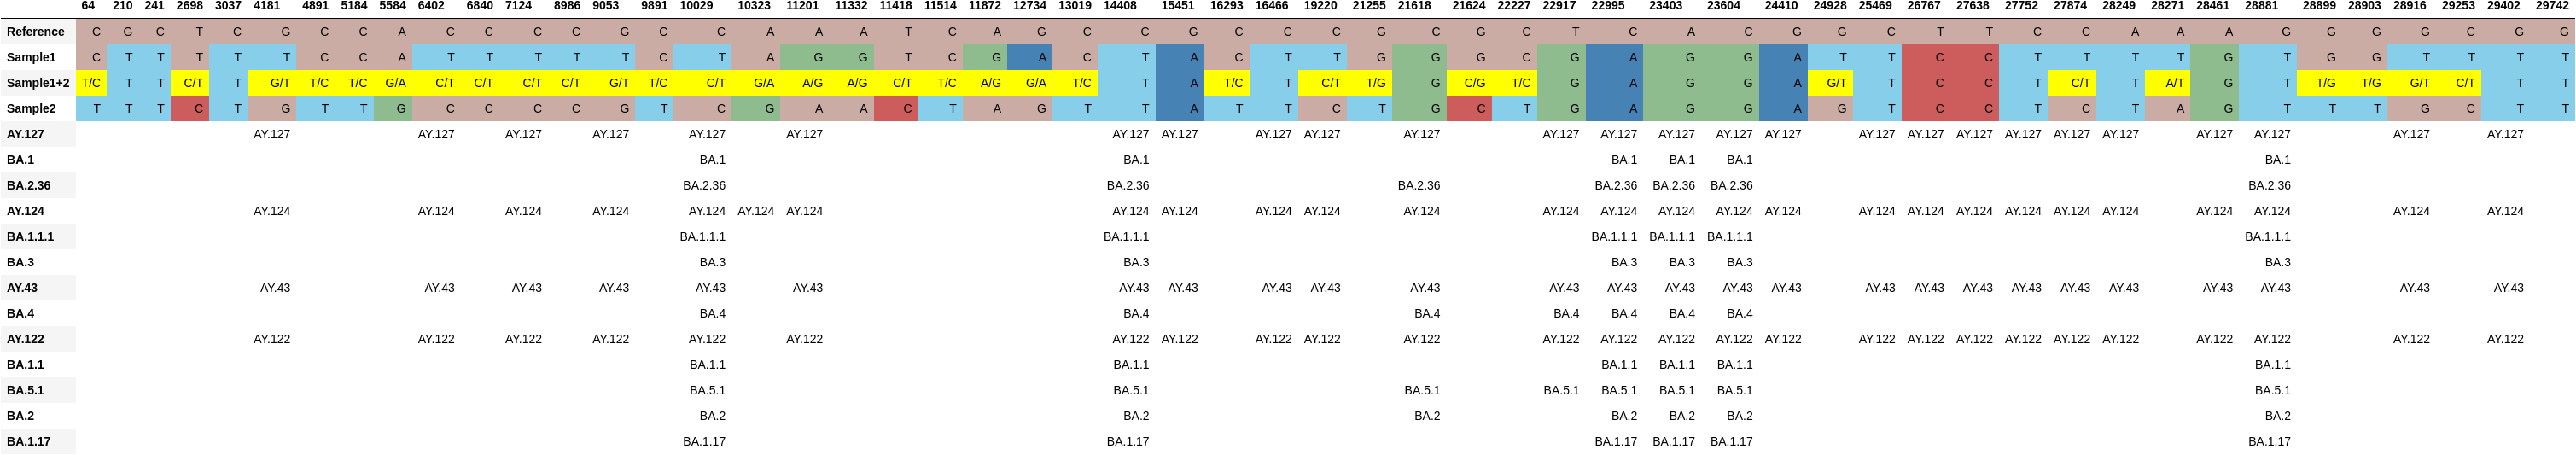 64 210 241 2698 3037 4181 4891 5184 5584 6402 6840 7124 8986 9053 9891 10029 10323 11201 11332 11418 11514 11872 12734 13019 14408 15451 16293 16466 19220 21255 21618 21624 22227 22917 22995 23403 23604 24410 24928 25469 26767 27638 27752 27874 28249 28271 28461 28881 28899 28903 28916 29253 29402 29742
Reference C G C T C G C C A C C C C G C C A A A T C A G C C G C C C G C G C T C A C G G C T T C C A A A G G G G C G G
Sample1 C T T T T T C C A T T T T T C T A G G T C G A C T A C T T G G G C G A G G A T T C C T T T T G T G G T T T T
Sample1+2 T/C T T C/T T G/T T/C T/C G/A C/T C/T C/T C/T G/T T/C C/T G/A A/G A/G C/T T/C A/G G/A T/C T A T/C T C/T T/G G C/G T/C G A G G A G/T T C C T C/T T A/T G T T/G T/G G/T C/T T T
Sample2 T T T C T G T T G C C C C G T C G A A C T A G T T A T T C T G C T G A G G A G T C C T C T A G T T T G C T T
AY.127 AY.127 AY.127 AY.127 AY.127 AY.127 AY.127 AY.127 AY.127 AY.127 AY.127 AY.127 AY.127 AY.127 AY.127 AY.127 AY.127 AY.127 AY.127 AY.127 AY.127 AY.127 AY.127 AY.127 AY.127 AY.127 AY.127
BA.1 BA.1 BA.1 BA.1 BA.1 BA.1 BA.1
BA.2.36 BA.2.36 BA.2.36 BA.2.36 BA.2.36 BA.2.36 BA.2.36 BA.2.36
AY.124 AY.124 AY.124 AY.124 AY.124 AY.124 AY.124 AY.124 AY.124 AY.124 AY.124 AY.124 AY.124 AY.124 AY.124 AY.124 AY.124 AY.124 AY.124 AY.124 AY.124 AY.124 AY.124 AY.124 AY.124 AY.124 AY.124 AY.124
BA.1.1.1 BA.1.1.1 BA.1.1.1 BA.1.1.1 BA.1.1.1 BA.1.1.1 BA.1.1.1
BA.3 BA.3 BA.3 BA.3 BA.3 BA.3 BA.3
AY.43 AY.43 AY.43 AY.43 AY.43 AY.43 AY.43 AY.43 AY.43 AY.43 AY.43 AY.43 AY.43 AY.43 AY.43 AY.43 AY.43 AY.43 AY.43 AY.43 AY.43 AY.43 AY.43 AY.43 AY.43 AY.43 AY.43
BA.4 BA.4 BA.4 BA.4 BA.4 BA.4 BA.4 BA.4
AY.122 AY.122 AY.122 AY.122 AY.122 AY.122 AY.122 AY.122 AY.122 AY.122 AY.122 AY.122 AY.122 AY.122 AY.122 AY.122 AY.122 AY.122 AY.122 AY.122 AY.122 AY.122 AY.122 AY.122 AY.122 AY.122 AY.122
BA.1.1 BA.1.1 BA.1.1 BA.1.1 BA.1.1 BA.1.1 BA.1.1
BA.5.1 BA.5.1 BA.5.1 BA.5.1 BA.5.1 BA.5.1 BA.5.1 BA.5.1 BA.5.1
BA.2 BA.2 BA.2 BA.2 BA.2 BA.2 BA.2 BA.2
BA.1.17 BA.1.17 BA.1.17 BA.1.17 BA.1.17 BA.1.17 BA.1.17